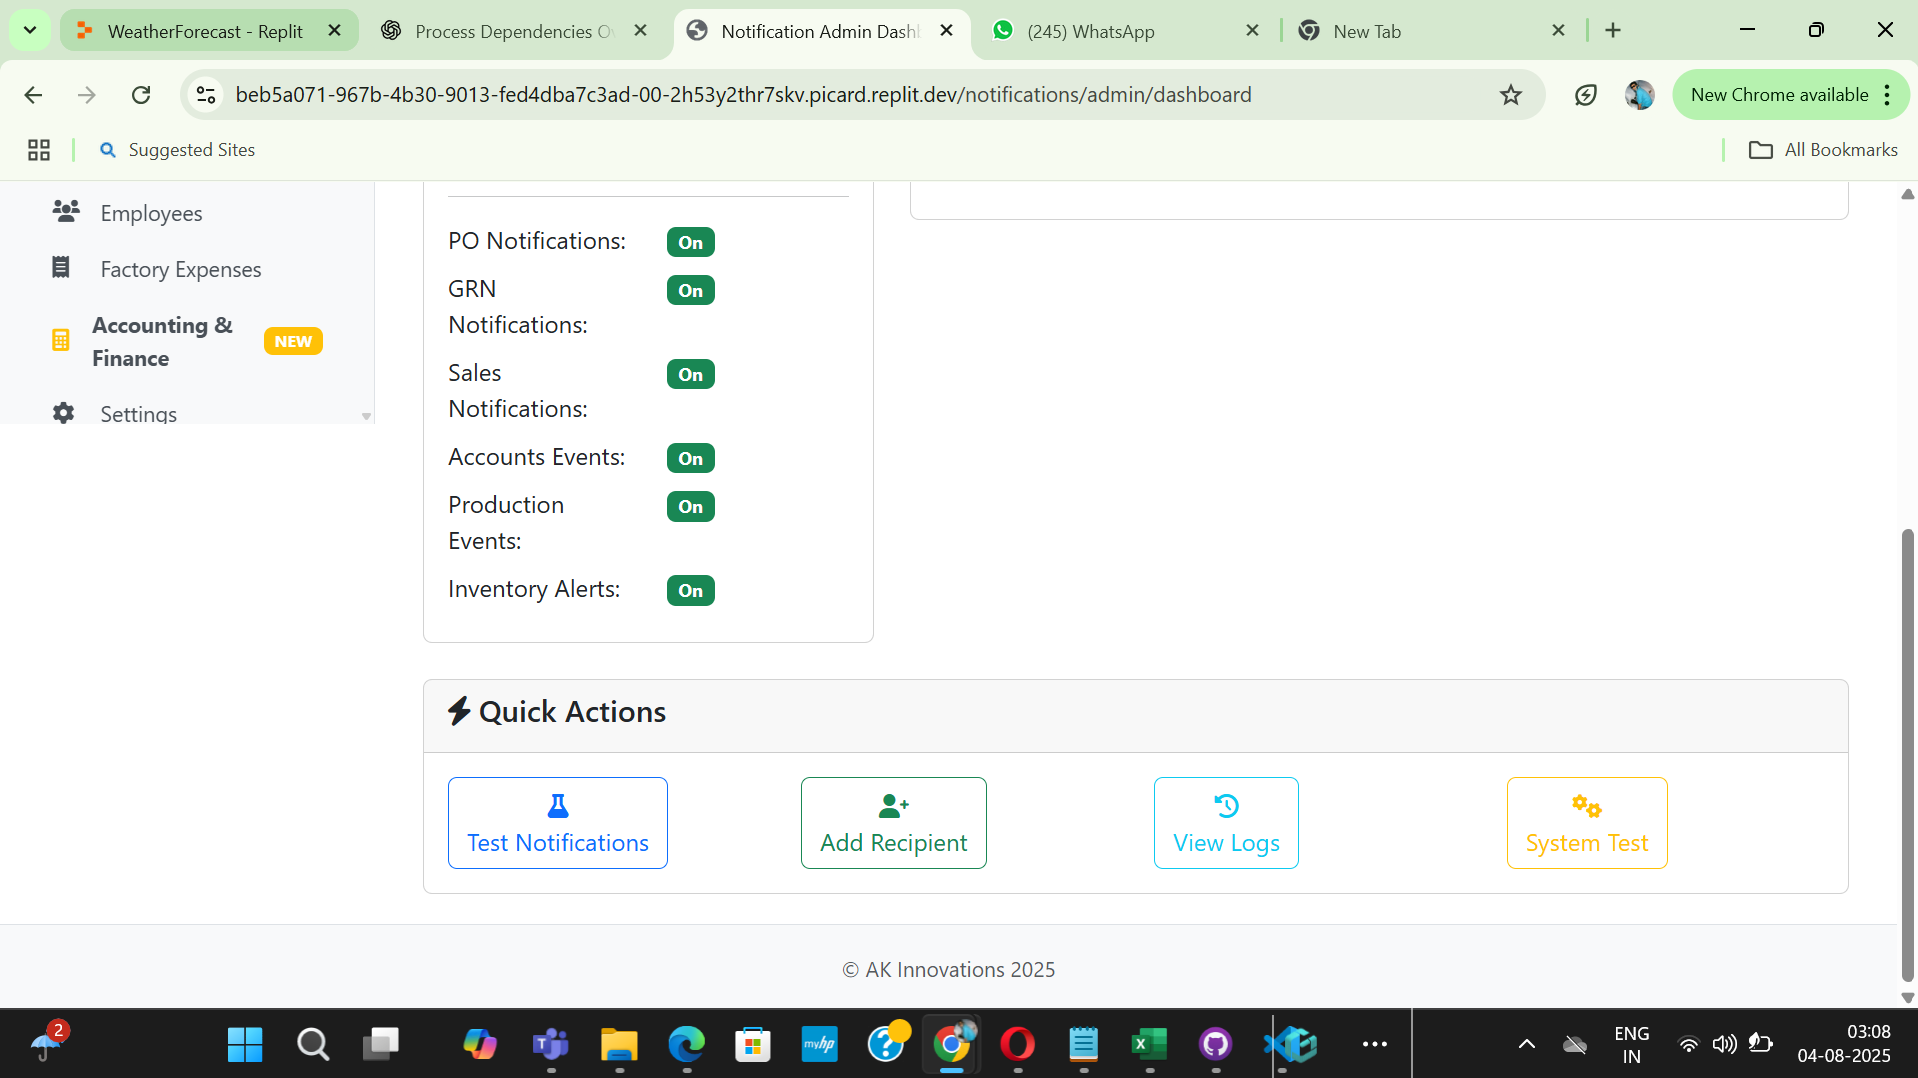 WeatherForecast - Replit
Process Dependencies Ov
Notification Admin Dashb
(245) WhatsApp
New Tab
beb5a071-967b-4b30-9013-fed4dba7c3ad-00-2h53y2thr7skv.picard.replit.dev/notifications/admin/dashboard
New Chrome available
Suggested Sites
All Bookmarks
Employees
Factory Expenses
Accounting &
Finance
NEW
Settings
PO Notifications: On
GRN On
Notifications:
Sales On
Notifications:
Accounts Events: On
Production On
Events:
Inventory Alerts: On
Quick Actions
Test Notifications
Add Recipient
View Logs
System Test
© AK Innovations 2025
2
myhp
ENG
IN
03:08
04-08-2025